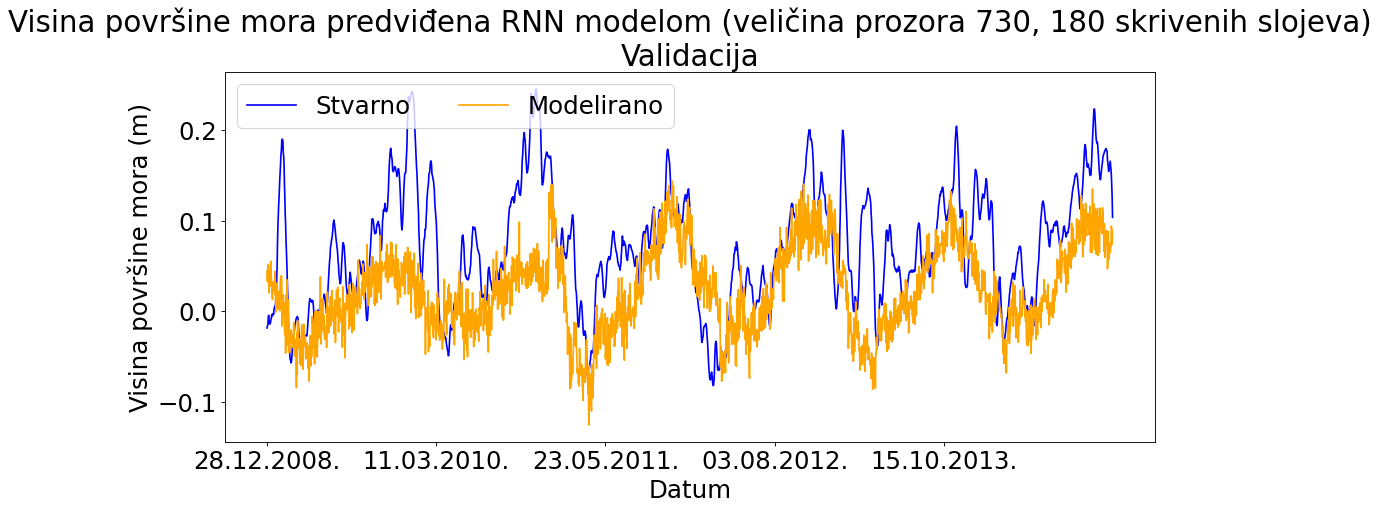 Visina površine mora predviđena RNN modelom (veličina prozora 730, 180 skrivenih slojeva)
Validacija
Stvarno Modelirano
Visina površine mora (m)
0.2
0.1
0.0
−0.1
28.12.2008. 11.03.2010. 23.05.2011. 03.08.2012. 15.10.2013.
Datum